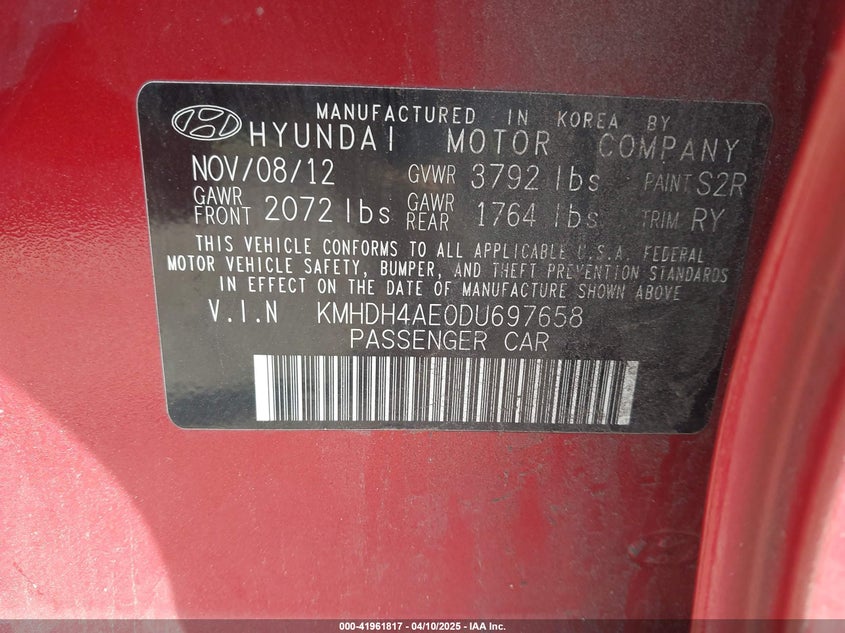 MANUFACTURED IN KOREA BY
HYUNDAI MOTOR COMPANY
NOV/08/12 GVWR 3792 lbs PAINT S2R
GAWR FRONT 2072 lbs GAWR REAR 1764 lbs TRIM RY
THIS VEHICLE CONFORMS TO ALL APPLICABLE U.S.A. FEDERAL
MOTOR VEHICLE SAFETY, BUMPER, AND THEFT PREVENTION STANDARDS
IN EFFECT ON THE DATE OF MANUFACTURE SHOWN ABOVE
V.I.N KMHDH4AE0DU697658
PASSENGER CAR
000-41961817 - 04/10/2025 - IAA Inc.